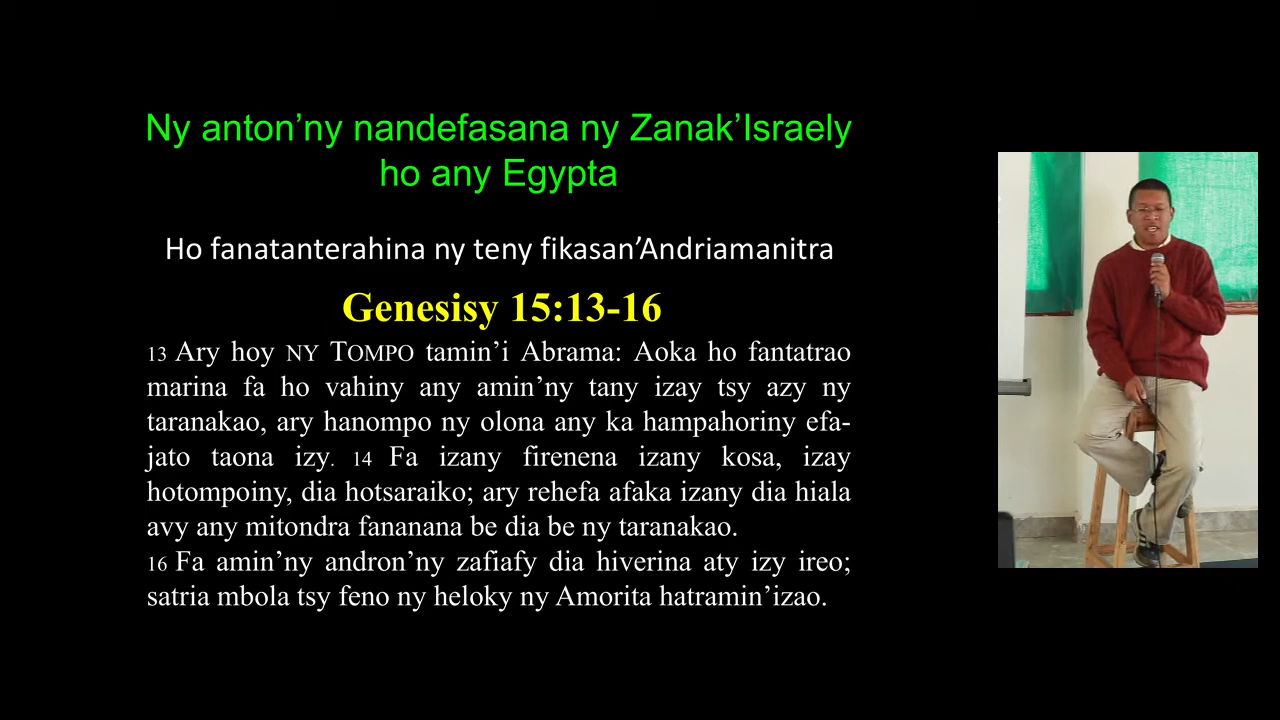 Ny anton’ny nandefasana ny Zanak’Israely
ho any Egypta
Ho fanatanterahina ny teny fikasan’Andriamanitra
Genesisy 15:13-16
13 Ary hoy NY TOMPO tamin’i Abrama: Aoka ho fantatrao
marina fa ho vahiny any amin’ny tany izay tsy azy ny
taranakao, ary hanompo ny olona any ka hampahoriny efa-
jato taona izy. 14 Fa izany firenena izany kosa, izay
hotompoiny, dia hotsaraiko; ary rehefa afaka izany dia hiala
avy any mitondra fananana be dia be ny taranakao.
16 Fa amin’ny andron’ny zafiafy dia hiverina aty izy ireo;
satria mbola tsy feno ny heloky ny Amorita hatramin’izao.